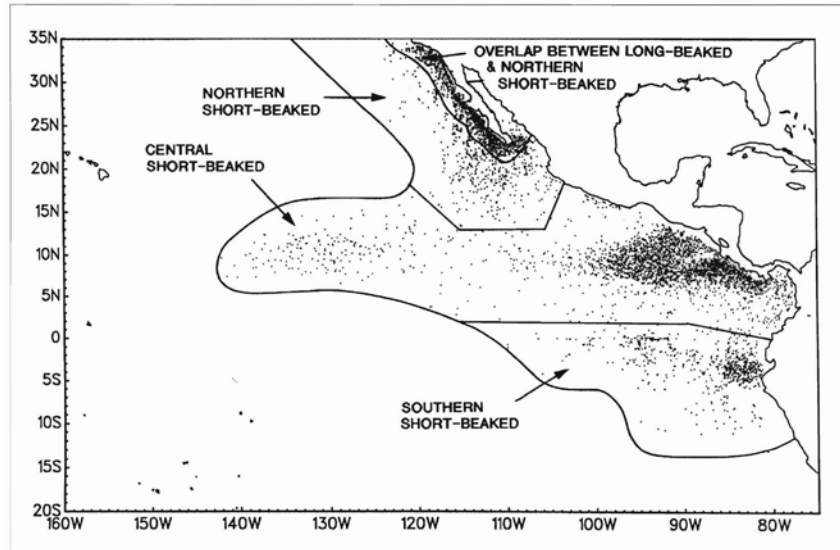 35N
30N
25N
20N
15N
10N
5N
0
5S
10S
15S
20S
OVERLAP BETWEEN LONG-BEAKED
& NORTHERN
SHORT-BEAKED
NORTHERN
SHORT-BEAKED
CENTRAL
SHORT-BEAKED
SOUTHERN
SHORT-BEAKED
160W 150W 140W 130W 120W 110W 100W 90W 80W